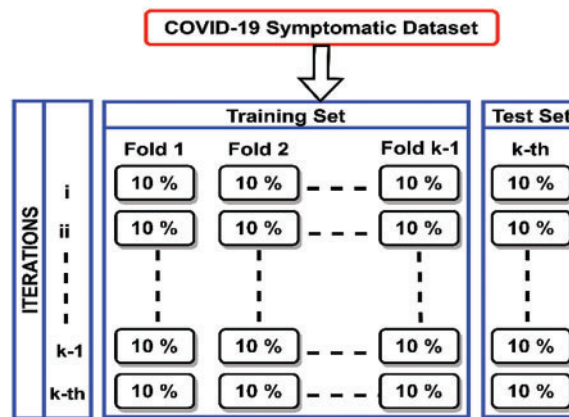 COVID-19 Symptomatic Dataset
Training Set
Test Set
Fold 1 Fold 2 Fold k-1 k-th
i 10 % 10 % 10 % 10 %
ii 10 % 10 % 10 % 10 %
ITERATIONS
k-1 10 % 10 % 10 % 10 %
k-th 10 % 10 % 10 % 10 %